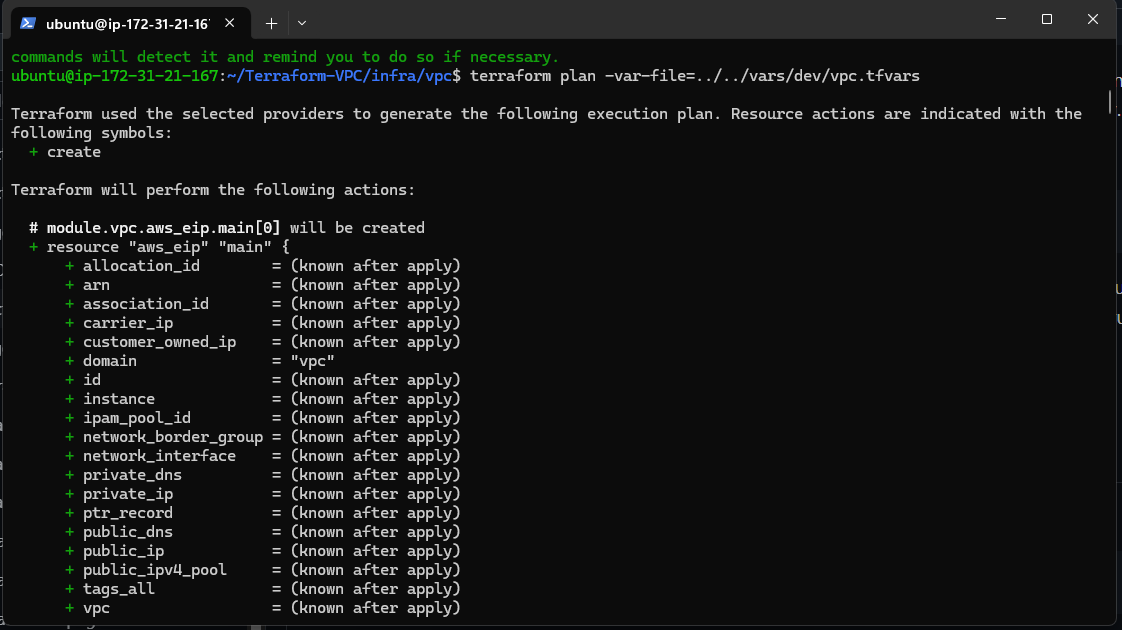 ubuntu@ip-172-31-21-16
commands will detect it and remind you to do so if necessary.
ubuntu@ip-172-31-21-167:~/Terraform-VPC/infra/vpc$ terraform plan -var-file=../../vars/dev/vpc.tfvars
Terraform used the selected providers to generate the following execution plan. Resource actions are indicated with the
following symbols:
+ create
Terraform will perform the following actions:
# module.vpc.aws_eip.main[0] will be created
+ resource "aws_eip" "main" {
+ allocation_id = (known after apply)
+ arn = (known after apply)
+ association_id = (known after apply)
+ carrier_ip = (known after apply)
+ customer_owned_ip = (known after apply)
+ domain = "vpc"
+ id = (known after apply)
+ instance = (known after apply)
+ ipam_pool_id = (known after apply)
+ network_border_group = (known after apply)
+ network_interface = (known after apply)
+ private_dns = (known after apply)
+ private_ip = (known after apply)
+ ptr_record = (known after apply)
+ public_dns = (known after apply)
+ public_ip = (known after apply)
+ public_ipv4_pool = (known after apply)
+ tags_all = (known after apply)
+ vpc = (known after apply)